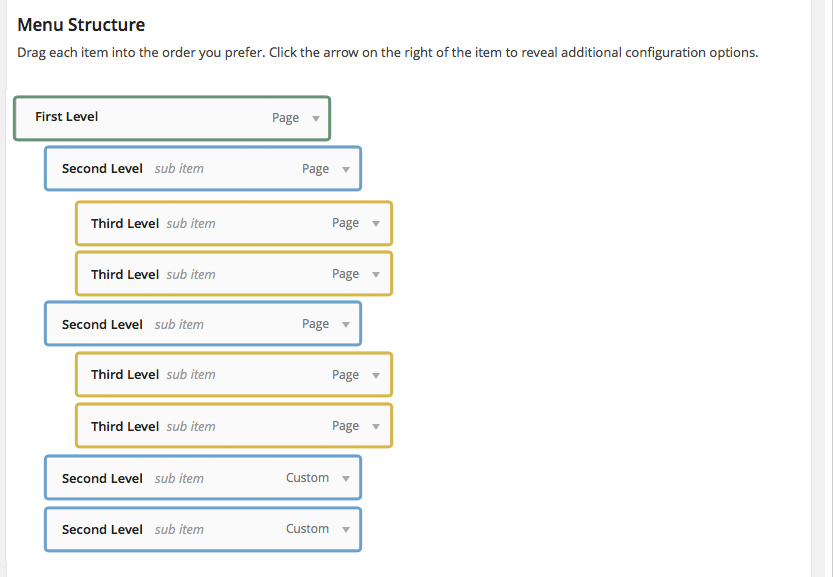 Menu Structure
Drag each item into the order you prefer. Click the arrow on the right of the item to reveal additional configuration options.
First Level Page
Second Level sub item Page
Third Level sub item Page
Third Level sub item Page
Second Level sub item Page
Third Level sub item Page
Third Level sub item Page
Second Level sub item Custom
Second Level sub item Custom